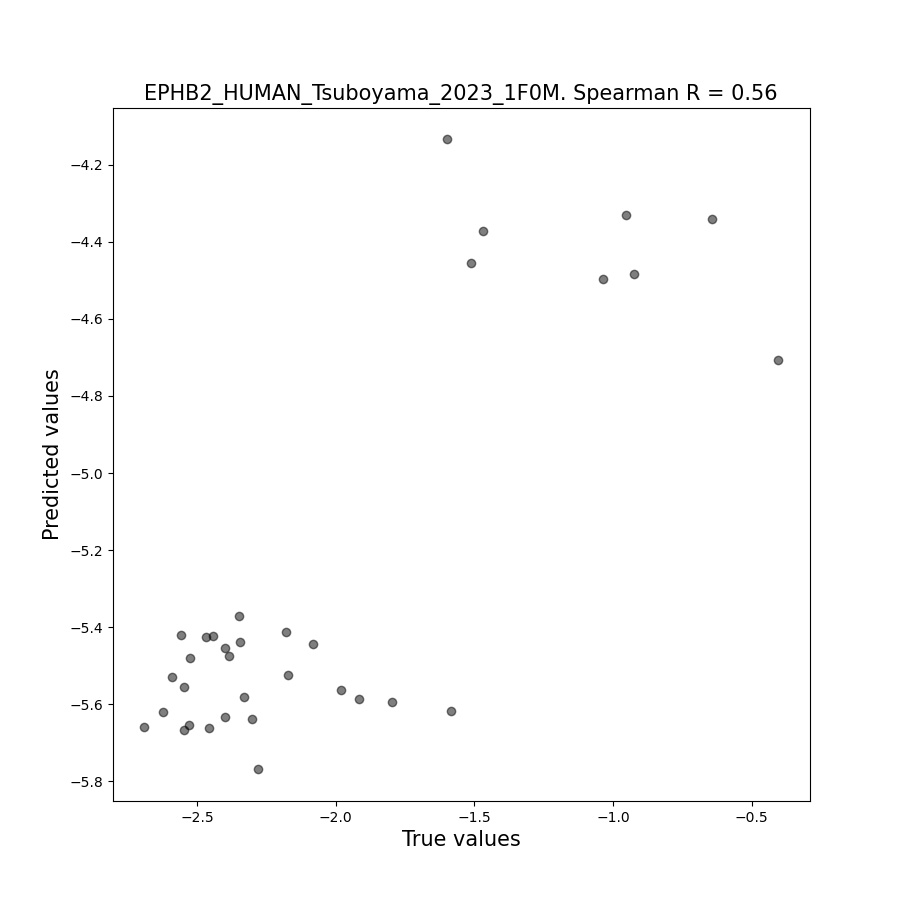 EPHB2_HUMAN_Tsuboyama_2023_1F0M. Spearman R = 0.56
−4.2
−4.4
−4.6
−4.8
−5.0
−5.2
−5.4
−5.6
−5.8
Predicted values
−2.5 −2.0 −1.5 −1.0 −0.5
True values